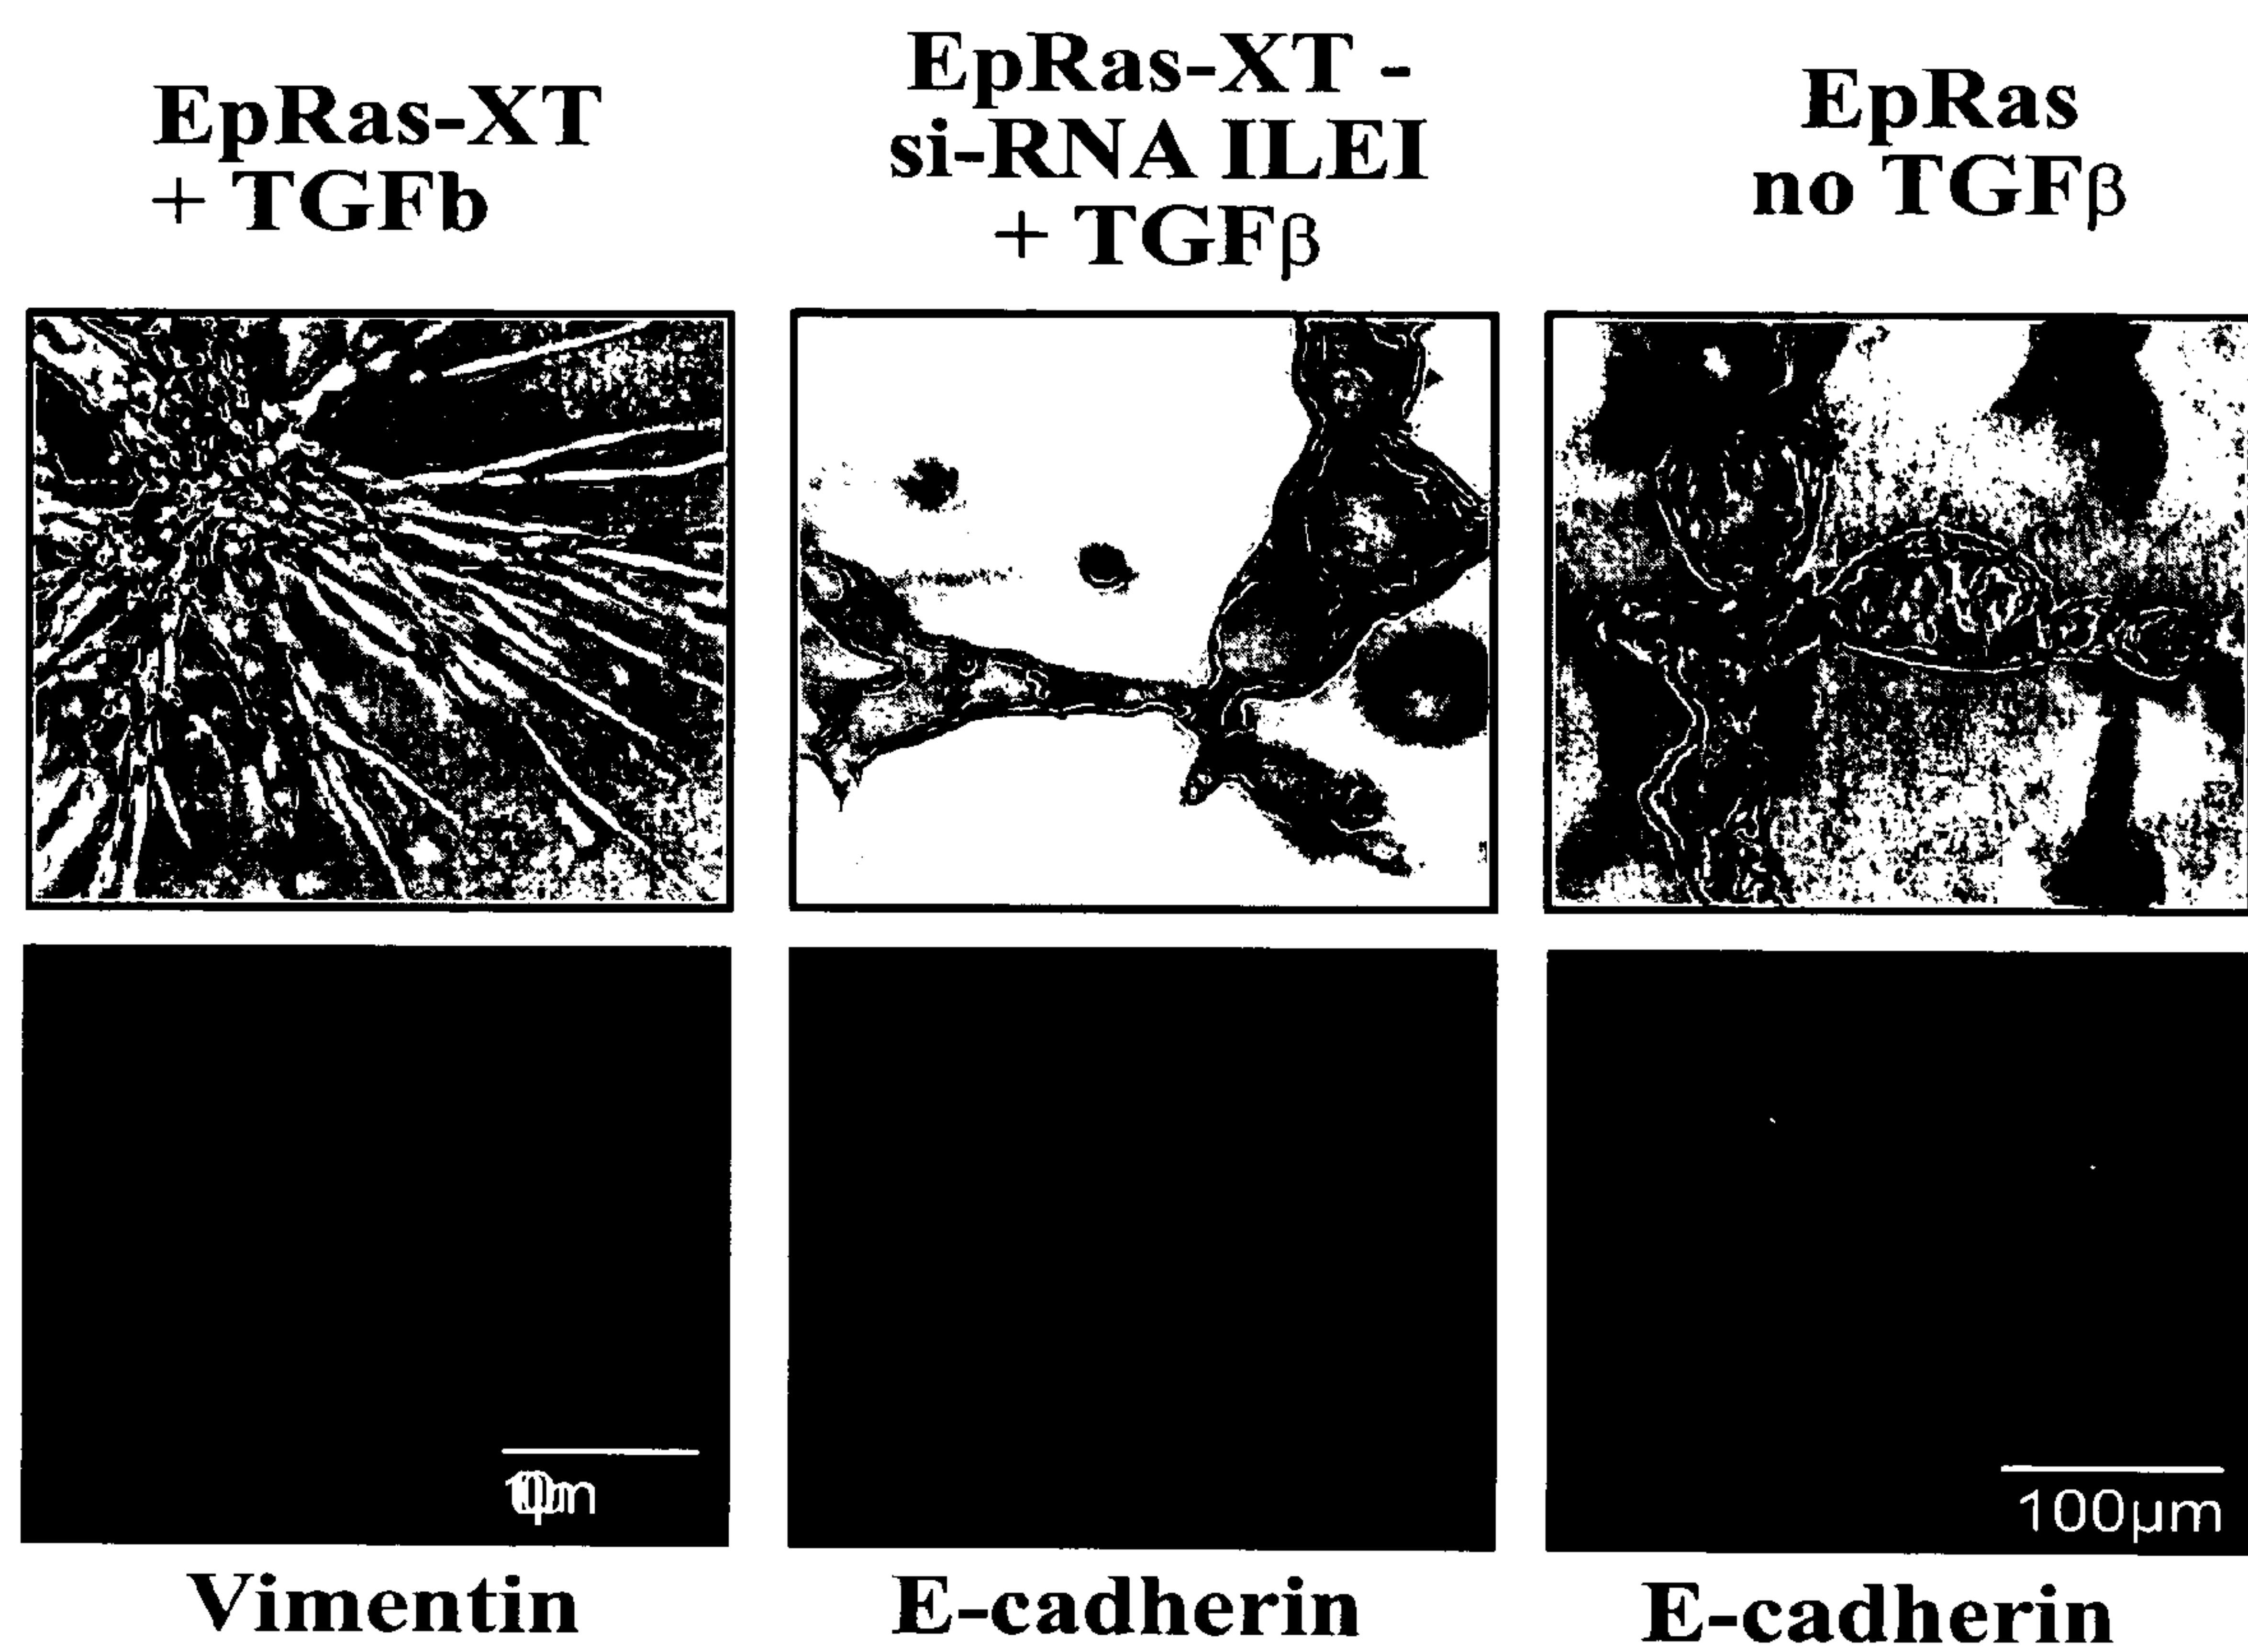 EpRas-XT
+ TGFb
EpRas-XT -
si-RNA ILEI
+ TGFβ
EpRas
no TGFβ
100µm
Vimentin
E-cadherin
E-cadherin